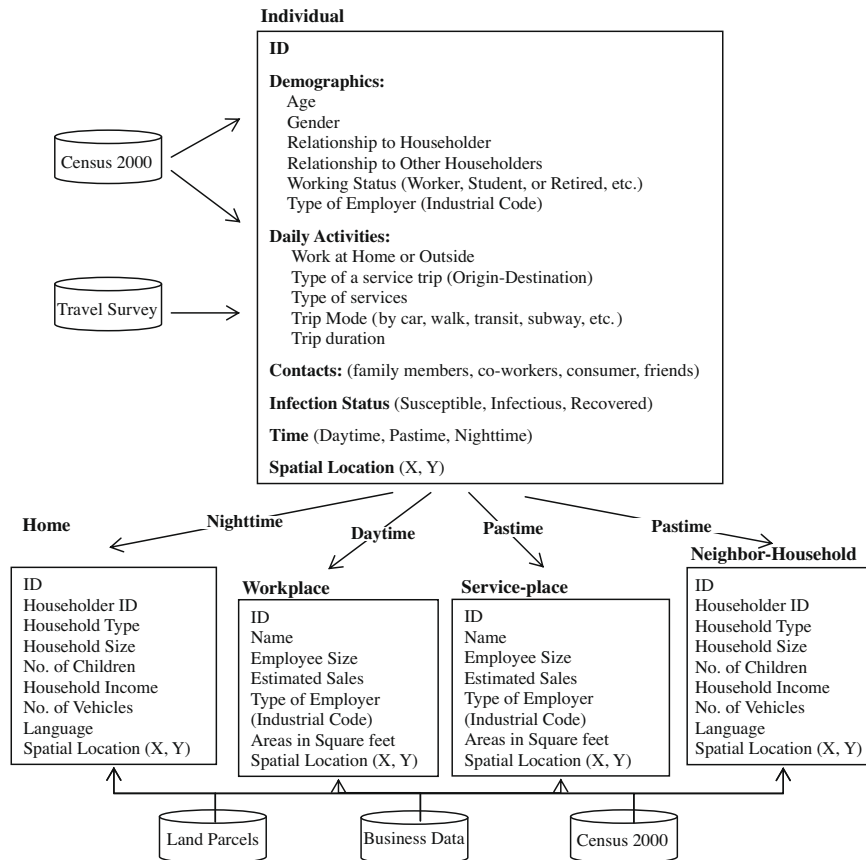 Individual
ID
Demographics:
Age
Gender
Relationship to Householder
Relationship to Other Householders
Working Status (Worker, Student, or Retired, etc.)
Type of Employer (Industrial Code)
Daily Activities:
Work at Home or Outside
Type of a service trip (Origin-Destination)
Type of services
Trip Mode (by car, walk, transit, subway, etc.)
Trip duration
Contacts: (family members, co-workers, consumer, friends)
Infection Status (Susceptible, Infectious, Recovered)
Time (Daytime, Pastime, Nighttime)
Spatial Location (X, Y)
Census 2000
Travel Survey
Nighttime
Daytime
Pastime
Pastime
Home
ID
Householder ID
Household Type
Household Size
No. of Children
Household Income
No. of Vehicles
Language
Spatial Location (X, Y)
Workplace
ID
Name
Employee Size
Estimated Sales
Type of Employer
(Industrial Code)
Areas in Square feet
Spatial Location (X, Y)
Service-place
ID
Name
Employee Size
Estimated Sales
Type of Employer
(Industrial Code)
Areas in Square feet
Spatial Location (X, Y)
Neighbor-Household
ID
Householder ID
Household Type
Household Size
No. of Children
Household Income
No. of Vehicles
Language
Spatial Location (X, Y)
Land Parcels
Business Data
Census 2000